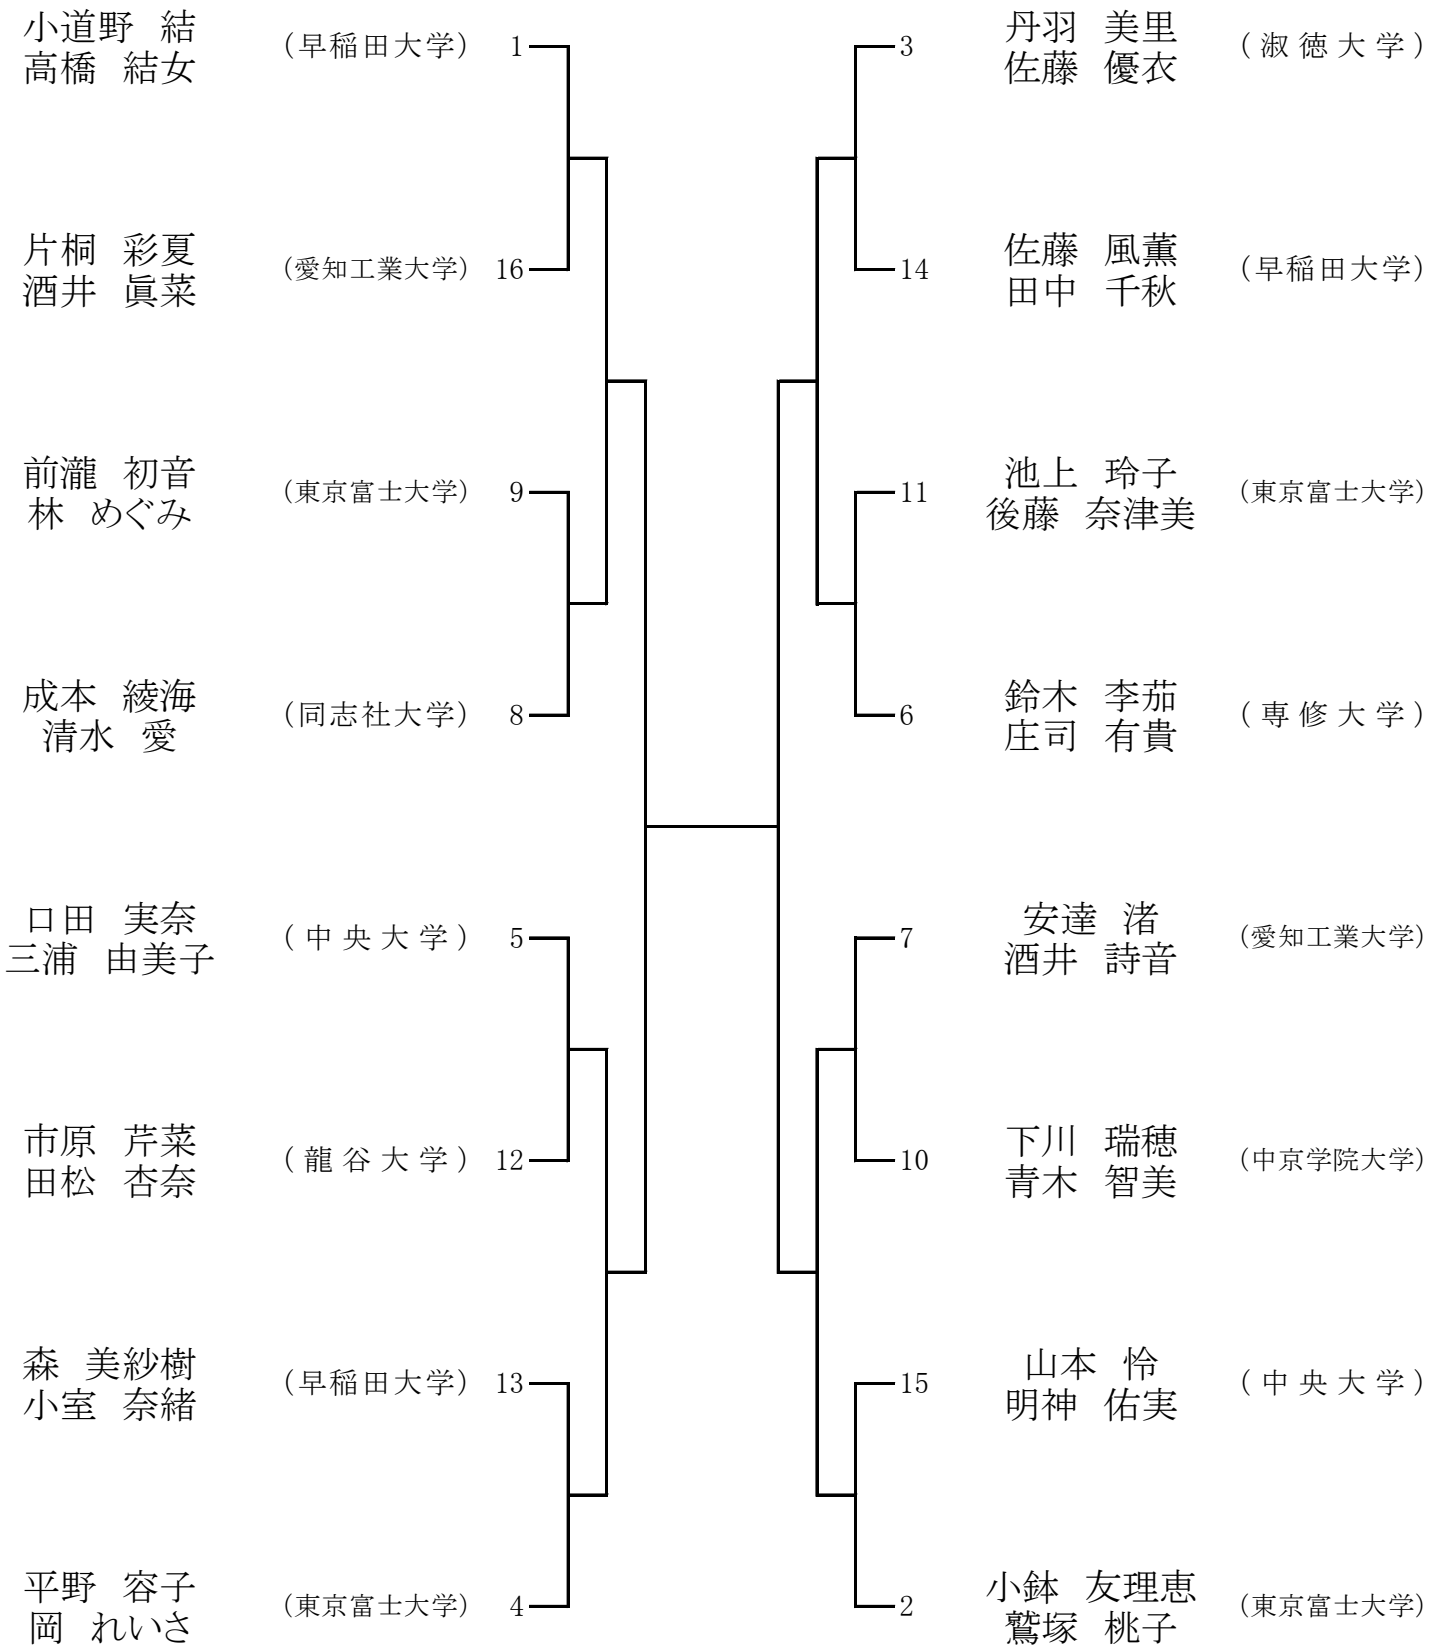 小道野 結
高橋 結女
(早稲田大学) 1
片桐 彩夏
酒井 眞菜
(愛知工業大学) 16
前瀧 初音
林 めぐみ
(東京富士大学) 9
成本 綾海
清水 愛
(同志社大学) 8
口田 実奈
三浦 由美子
(中央大学) 5
市原 芹菜
田松 杏奈
(龍谷大学) 12
森 美紗樹
小室 奈緒
(早稲田大学) 13
平野 容子
岡 れいさ
(東京富士大学) 4
3
丹羽 美里
佐藤 優衣
(淑徳大学)
14
佐藤 風薫
田中 千秋
(早稲田大学)
11
池上 玲子
後藤 奈津美
(東京富士大学)
6
鈴木 李茄
庄司 有貴
(専修大学)
7
安達 渚
酒井 詩音
(愛知工業大学)
10
下川 瑞穂
青木 智美
(中京学院大学)
15
山本 怜
明神 佑実
(中央大学)
2
小鉢 友理恵
鷲塚 桃子
(東京富士大学)